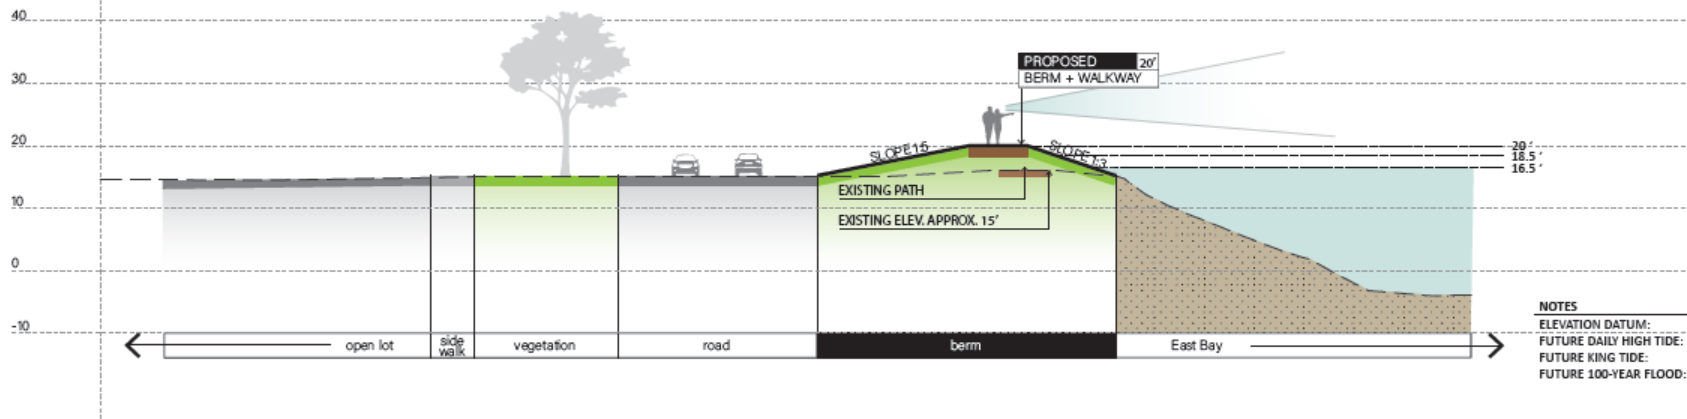 40
30
20
10
0
-10
PROPOSED 20′
BERM + WALKWAY
SLOPE 1:5
SLOPE 1:3
20 ′
18.5 ′
16.5 ′
EXISTING PATH
EXISTING ELEV. APPROX. 15′
open lot
side
walk
vegetation
road
berm
East Bay
NOTES
ELEVATION DATUM:
FUTURE DAILY HIGH TIDE:
FUTURE KING TIDE:
FUTURE 100-YEAR FLOOD: